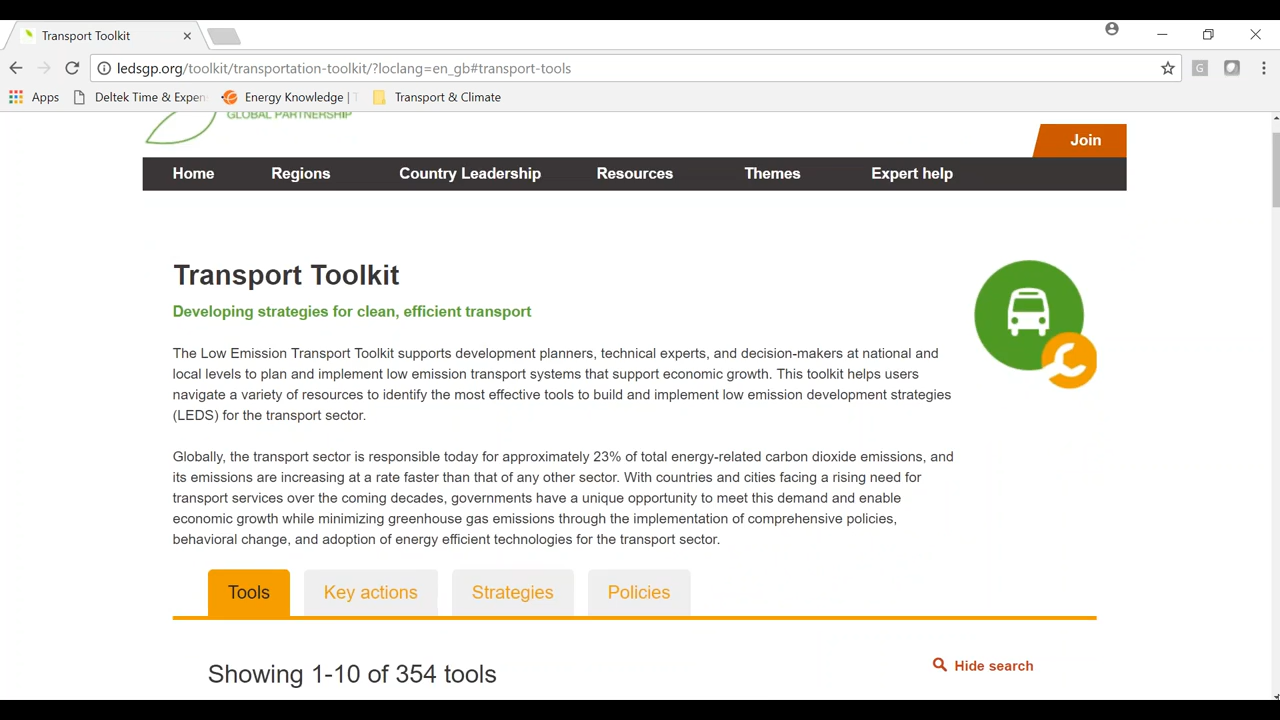 Transport Toolkit
ledsgp.org/toolkit/transportation-toolkit/?loclang=en_gb#transport-tools
G
Apps Deltek Time & Expen Energy Knowledge | T Transport & Climate
GLOBAL PARTNERSHIP
Join
Home Regions Country Leadership Resources Themes Expert help
Transport Toolkit
Developing strategies for clean, efficient transport
The Low Emission Transport Toolkit supports development planners, technical experts, and decision-makers at national and
local levels to plan and implement low emission transport systems that support economic growth. This toolkit helps users
navigate a variety of resources to identify the most effective tools to build and implement low emission development strategies
(LEDS) for the transport sector.
Globally, the transport sector is responsible today for approximately 23% of total energy-related carbon dioxide emissions, and
its emissions are increasing at a rate faster than that of any other sector. With countries and cities facing a rising need for
transport services over the coming decades, governments have a unique opportunity to meet this demand and enable
economic growth while minimizing greenhouse gas emissions through the implementation of comprehensive policies,
behavioral change, and adoption of energy efficient technologies for the transport sector.
Tools Key actions Strategies Policies
Showing 1-10 of 354 tools
Hide search